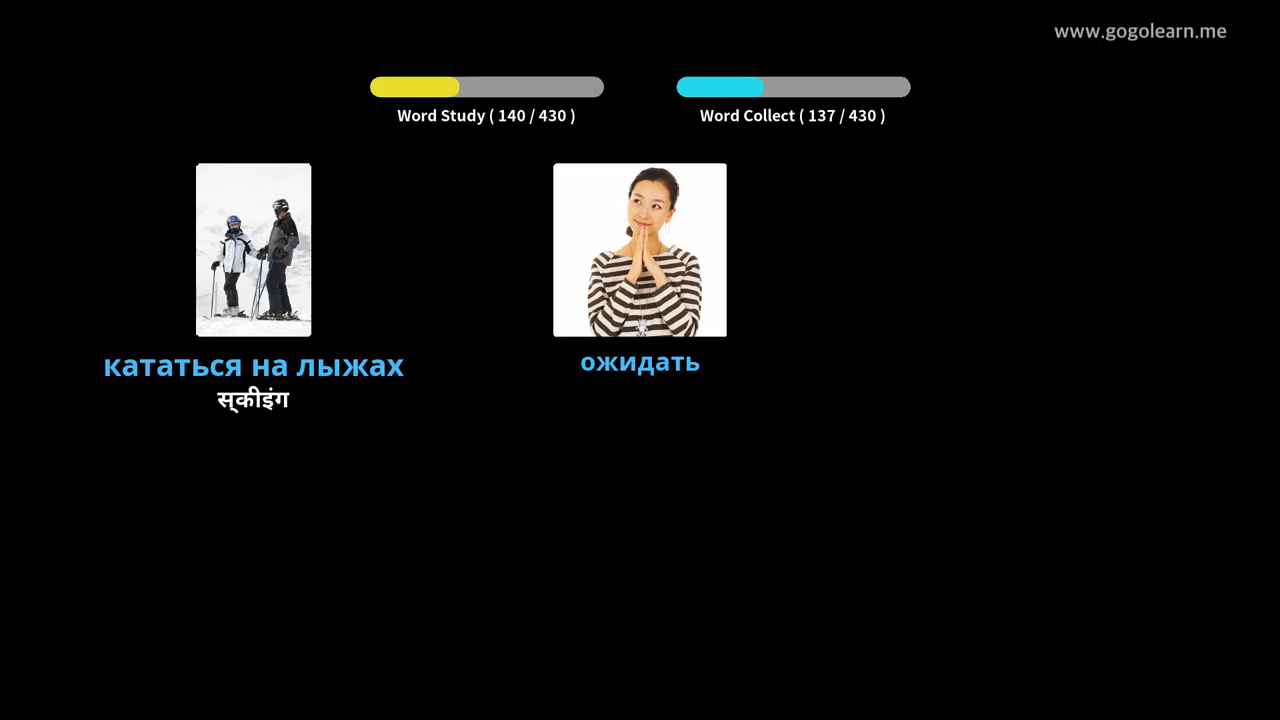 www.gogolearn.me
Word Study ( 140 / 430 )
Word Collect ( 137 / 430 )
кататься на лыжах
स्कीइंग
ожидать